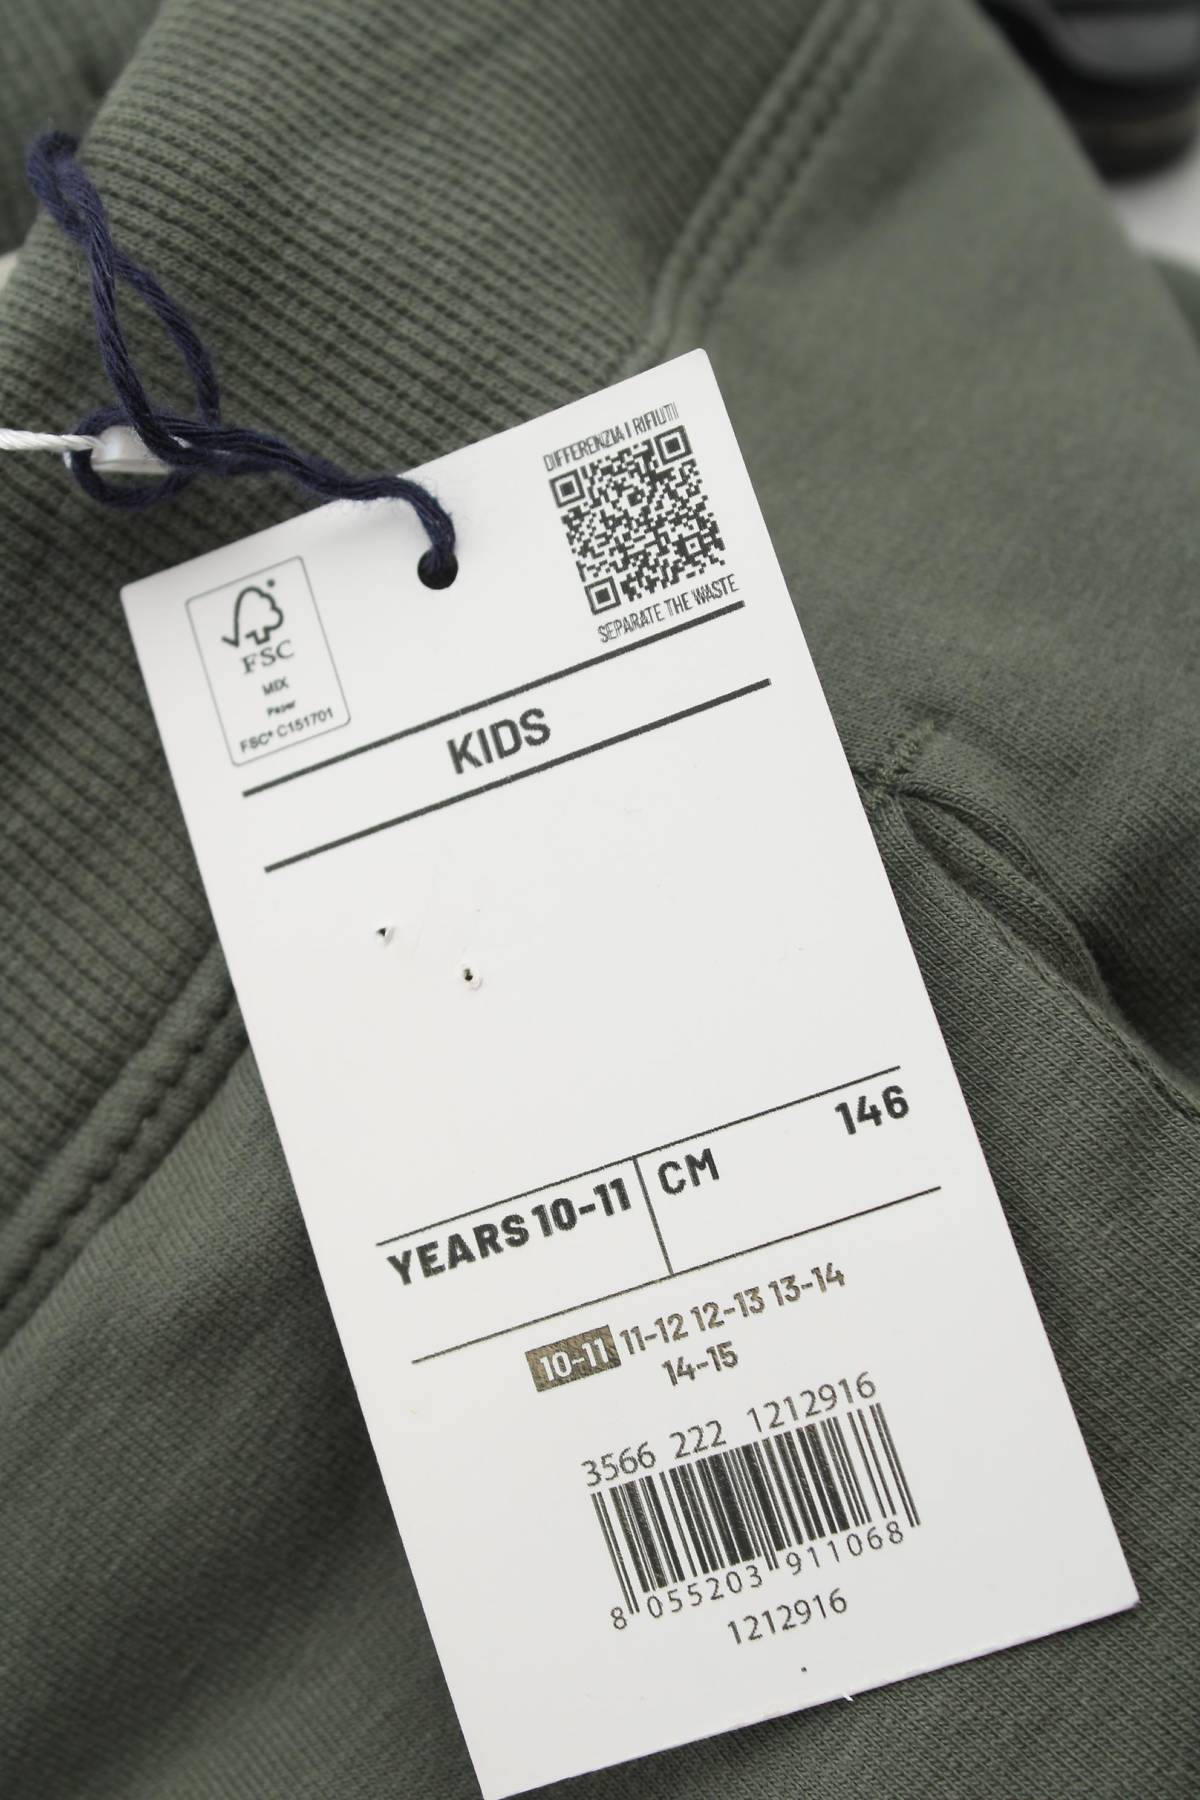 DIFFERENZIA I RIFIUTI
SEPARATE THE WASTE
FSC
MIX
Paper
FSC® C151701
KIDS
YEARS 10-11 CM 146
10-11 11-12 12-13 13-14
14-15
3566 222 1212916
8 055203 911068
1212916